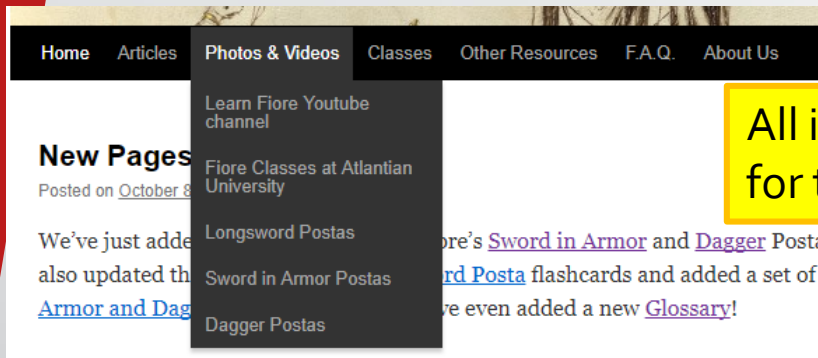 Home Articles Photos & Videos Classes Other Resources F.A.Q. About Us
Learn Fiore Youtube
channel
Fiore Classes at Atlantian
University
Longsword Postas
Sword in Armor Postas
Dagger Postas
All
for
New Pages
Posted on October 8
We've just adde
re's Sword in Armor and Dagger Posta
also updated th
rd Posta flashcards and added a set of
Armor and Dag
ve even added a new Glossary!